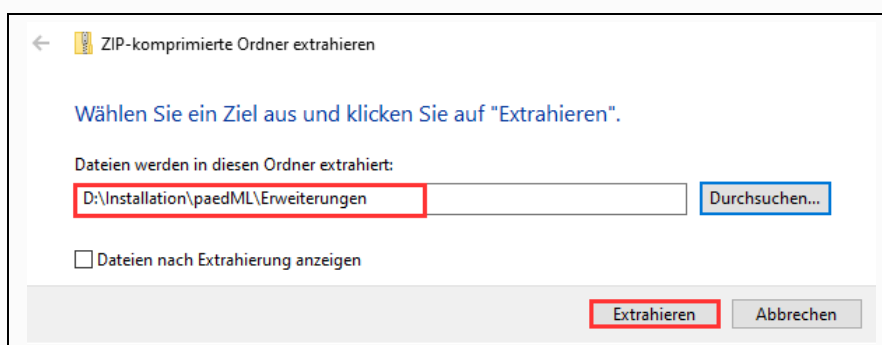 ZIP-komprimierte Ordner extrahieren
Wählen Sie ein Ziel aus und klicken Sie auf "Extrahieren".
Dateien werden in diesen Ordner extrahiert:
D:\Installation\paedML\Erweiterungen
Durchsuchen...
Dateien nach Extrahierung anzeigen
Extrahieren Abbrechen